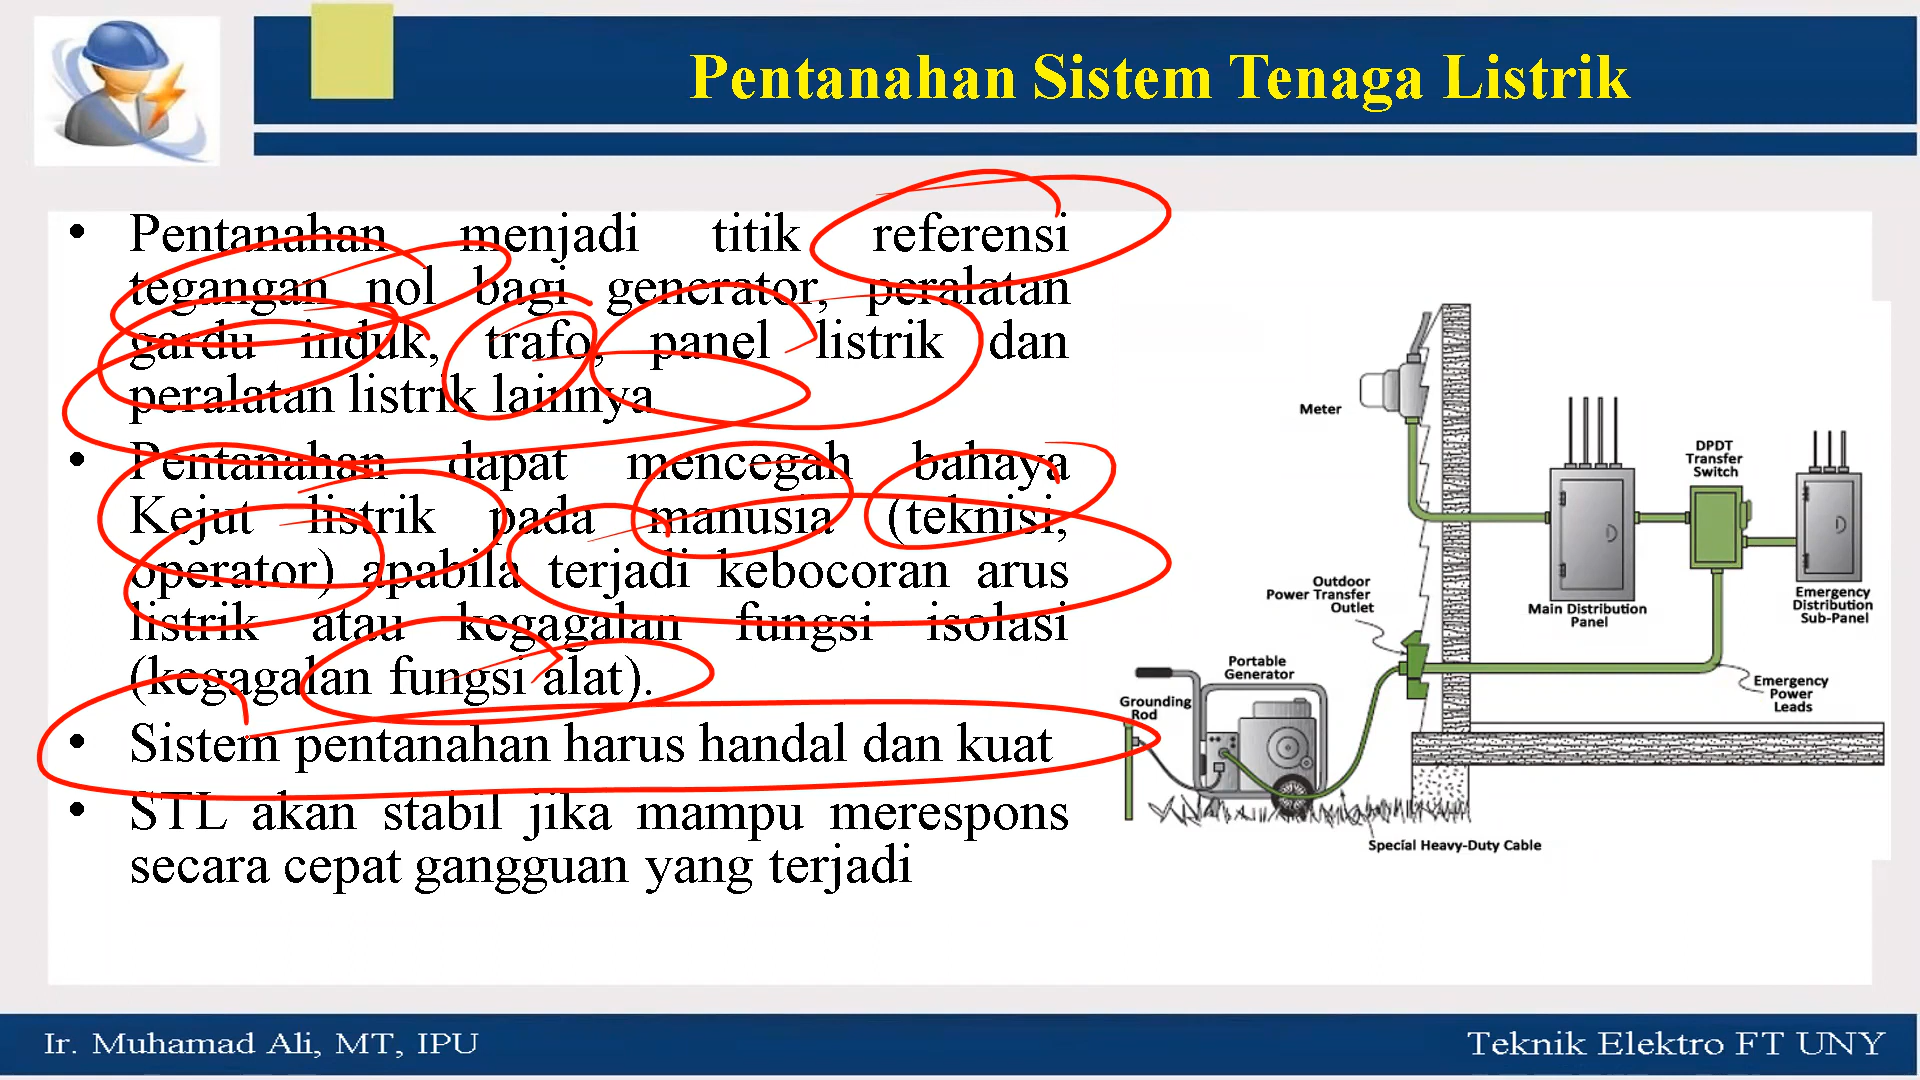 Pentanahan Sistem Tenaga Listrik
• Pentanahan menjadi titik referensi
tegangan nol bagi generator, peralatan
gardu induk, trafo, panel listrik dan
peralatan listrik lainnya
• Pentanahan dapat mencegah bahaya
Kejut listrik pada manusia (teknisi,
operator) apabila terjadi kebocoran arus
listrik atau kegagalan fungsi isolasi
(kegagalan fungsi alat).
• Sistem pentanahan harus handal dan kuat
• STL akan stabil jika mampu merespons
secara cepat gangguan yang terjadi
Meter
DPDT
Transfer
Switch
Outdoor
Power Transfer
Outlet
Main Distribution
Panel
Emergency
Distribution
Sub-Panel
Portable
Generator
Grounding
Rod
Emergency
Power
Leads
Special Heavy-Duty Cable
Ir. Muhamad Ali, MT, IPU
Teknik Elektro FT UNY